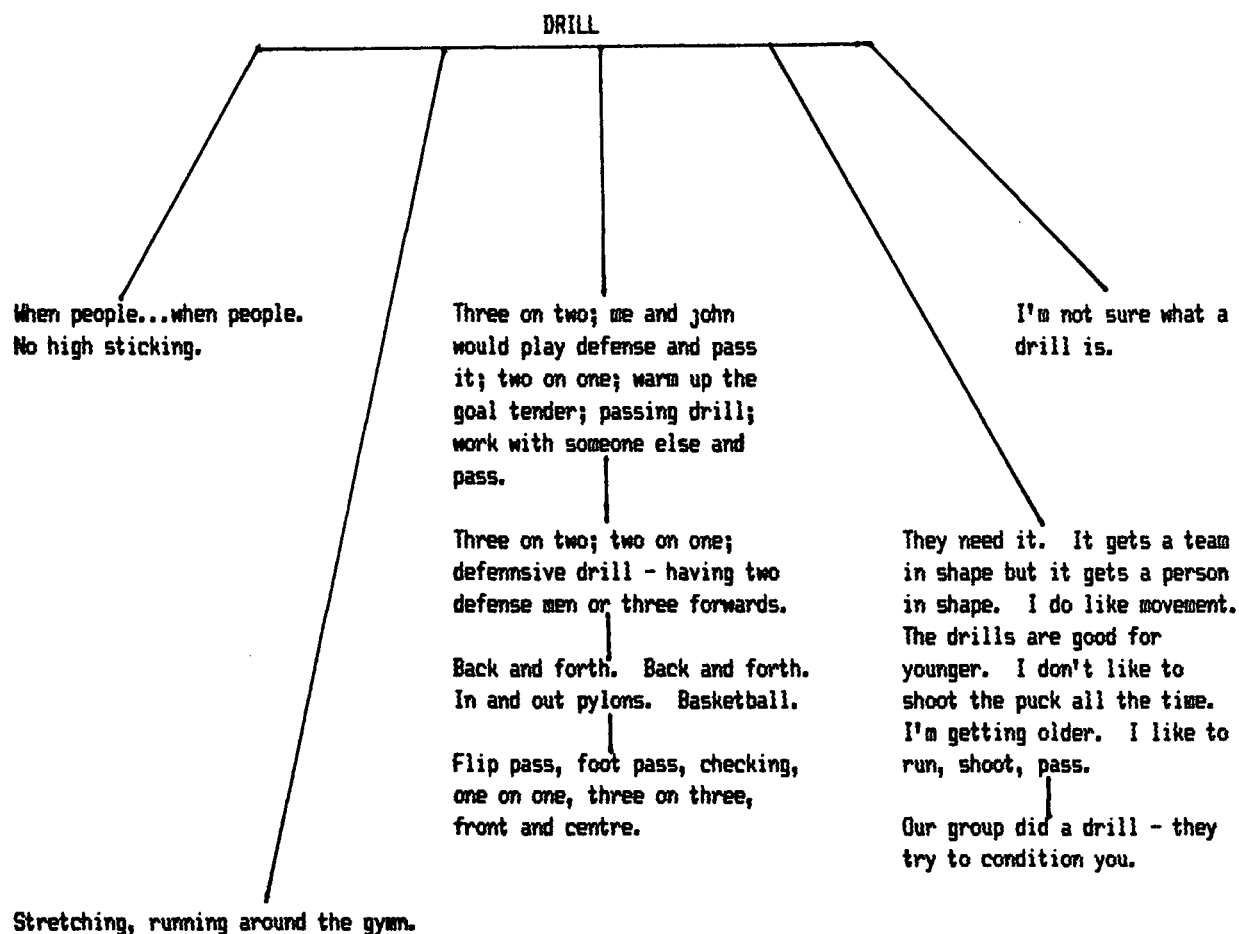 DRILL
When people...when people.
No high sticking.
Three on two; me and john
would play defense and pass
it; two on one; warm up the
goal tender; passing drill;
work with someone else and
pass.
Three on two; two on one;
defennsive drill - having two
defense men or three forwards.
Back and forth. Back and forth.
In and out pylons. Basketball.
Flip pass, foot pass, checking,
one on one, three on three,
front and centre.
I'm not sure what a
drill is.
They need it. It gets a team
in shape but it gets a person
in shape. I do like movement.
The drills are good for
younger. I don't like to
shoot the puck all the time.
I'm getting older. I like to
run, shoot, pass.
Our group did a drill - they
try to condition you.
Stretching, running around the gymn.